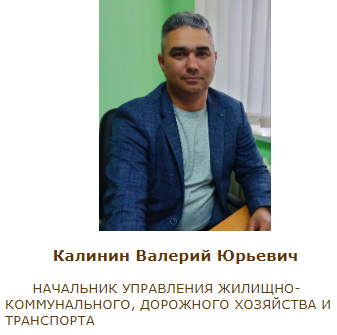 Калинин Валерий Юрьевич
НАЧАЛЬНИК УПРАВЛЕНИЯ ЖИЛИЩНО-
КОММУНАЛЬНОГО, ДОРОЖНОГО ХОЗЯЙСТВА И
ТРАНСПОРТА